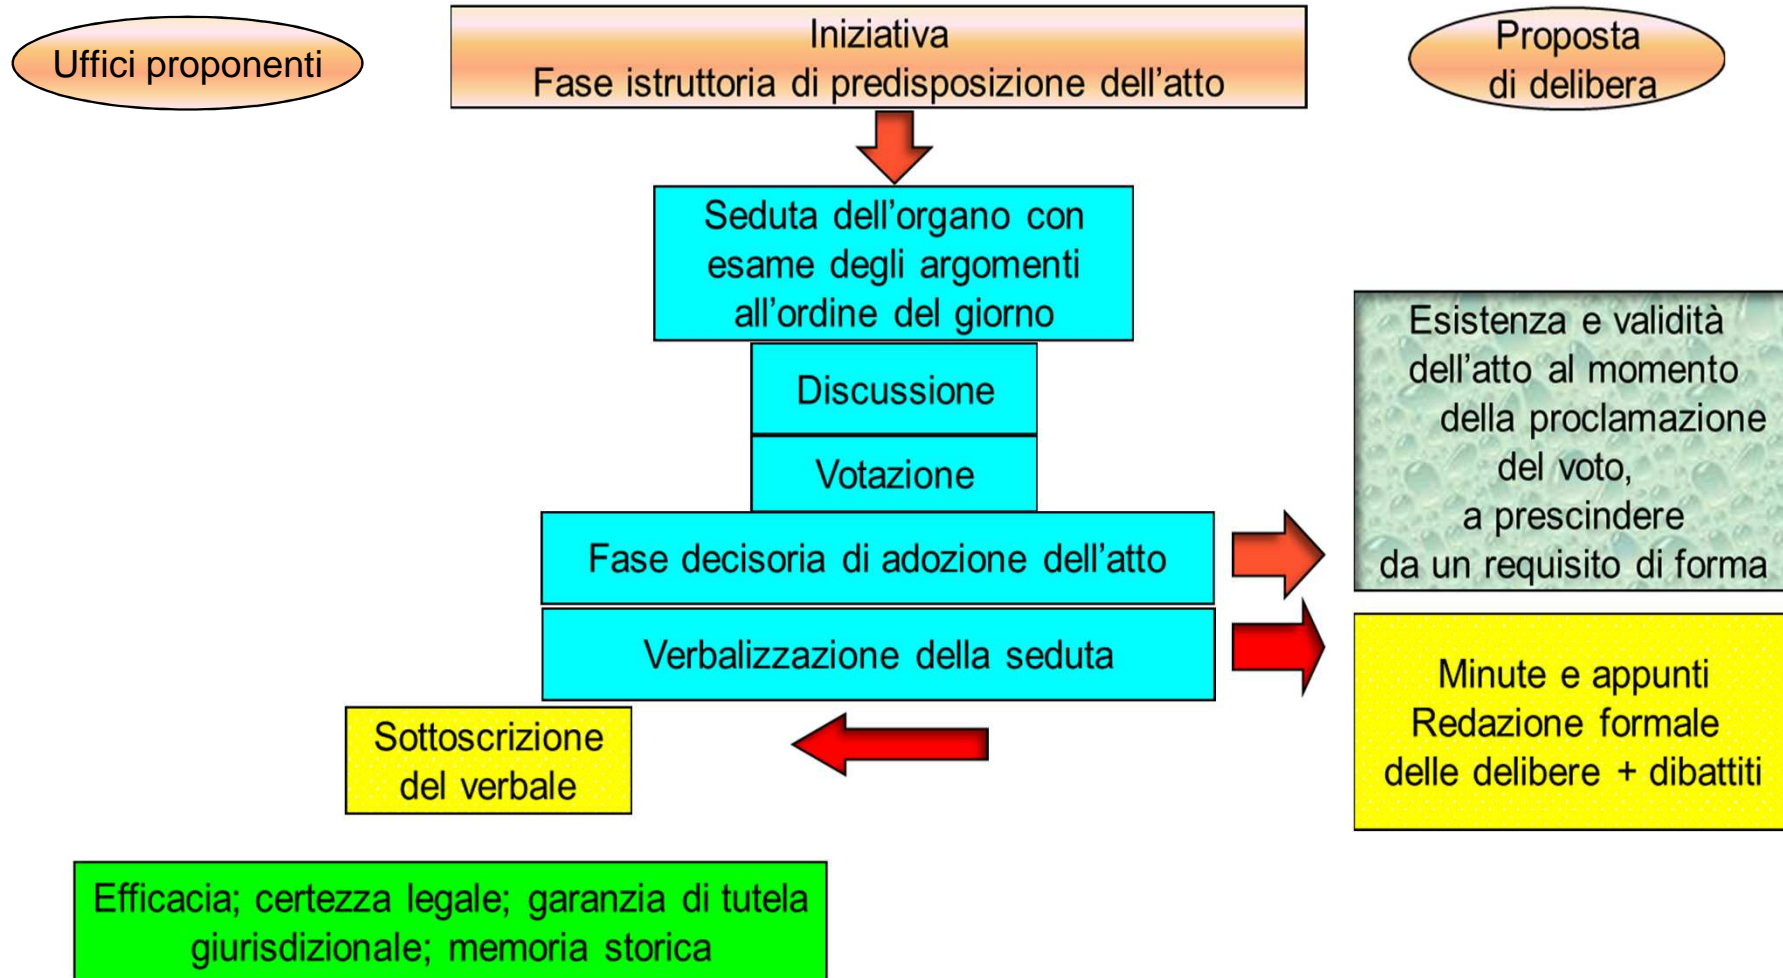 Uffici proponenti
Iniziativa
Fase istruttoria di predisposizione dell’atto
Proposta
di delibera
Seduta dell’organo con
esame degli argomenti
all’ordine del giorno
Discussione
Votazione
Fase decisoria di adozione dell’atto
Esistenza e validità
dell’atto al momento
della proclamazione
del voto,
a prescindere
da un requisito di forma
Verbalizzazione della seduta
Minute e appunti
Redazione formale
delle delibere + dibattiti
Sottoscrizione
del verbale
Efficacia; certezza legale; garanzia di tutela
giurisdizionale; memoria storica